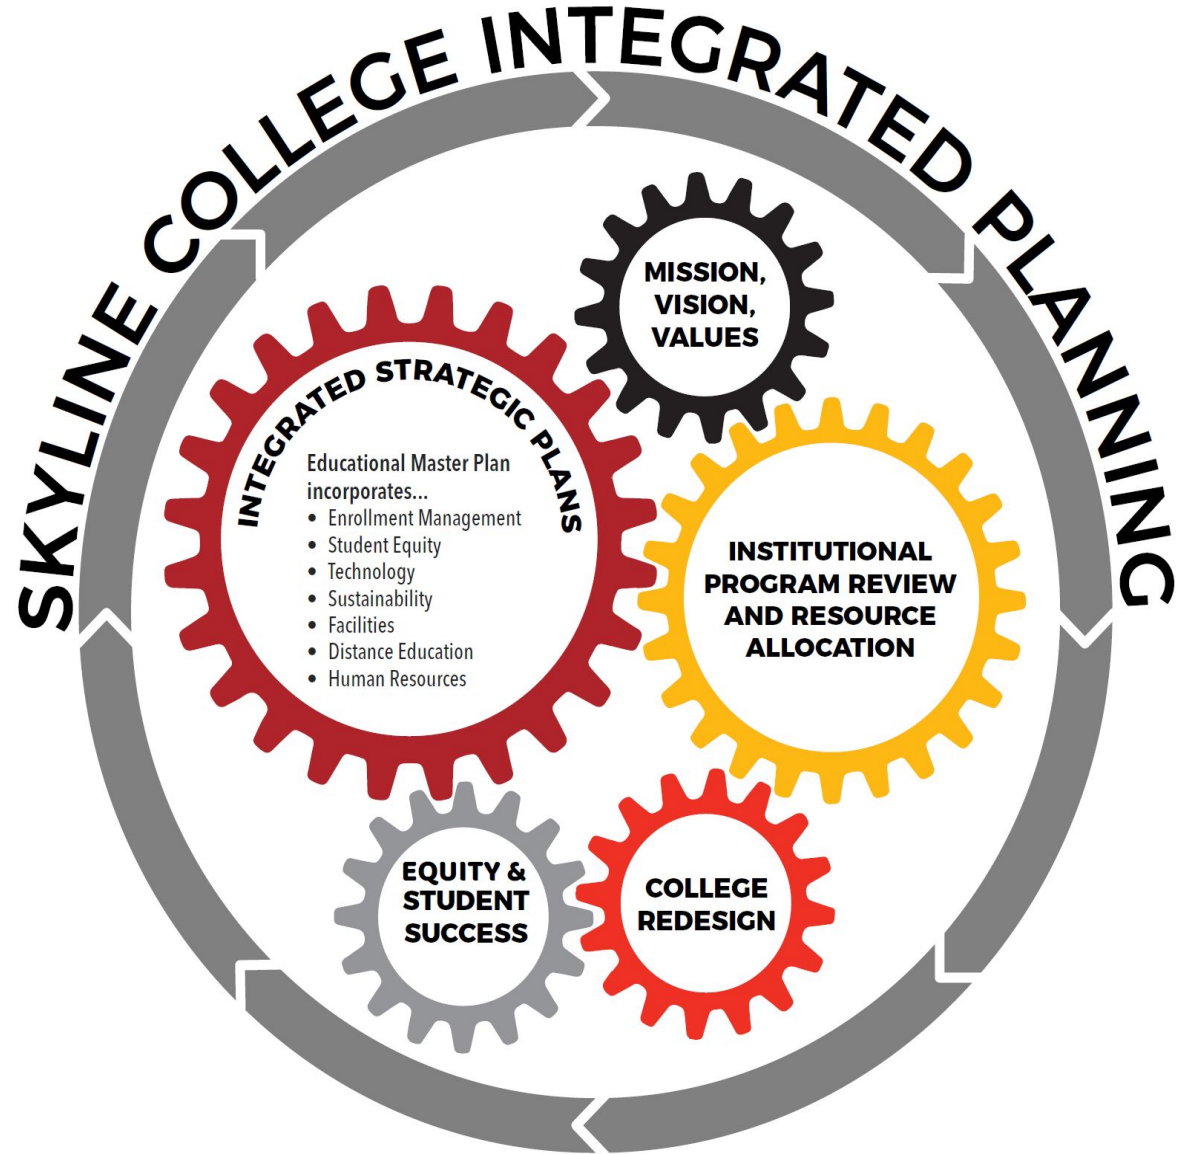 SKYLINE COLLEGE INTEGRATED PLANNING
MISSION,
VISION,
VALUES
INTEGRATED STRATEGIC PLANS
Educational Master Plan
incorporates...
• Enrollment Management
• Student Equity
• Technology
• Sustainability
• Facilities
• Distance Education
• Human Resources
INSTITUTIONAL
PROGRAM REVIEW
AND RESOURCE
ALLOCATION
EQUITY &
STUDENT
SUCCESS
COLLEGE
REDESIGN